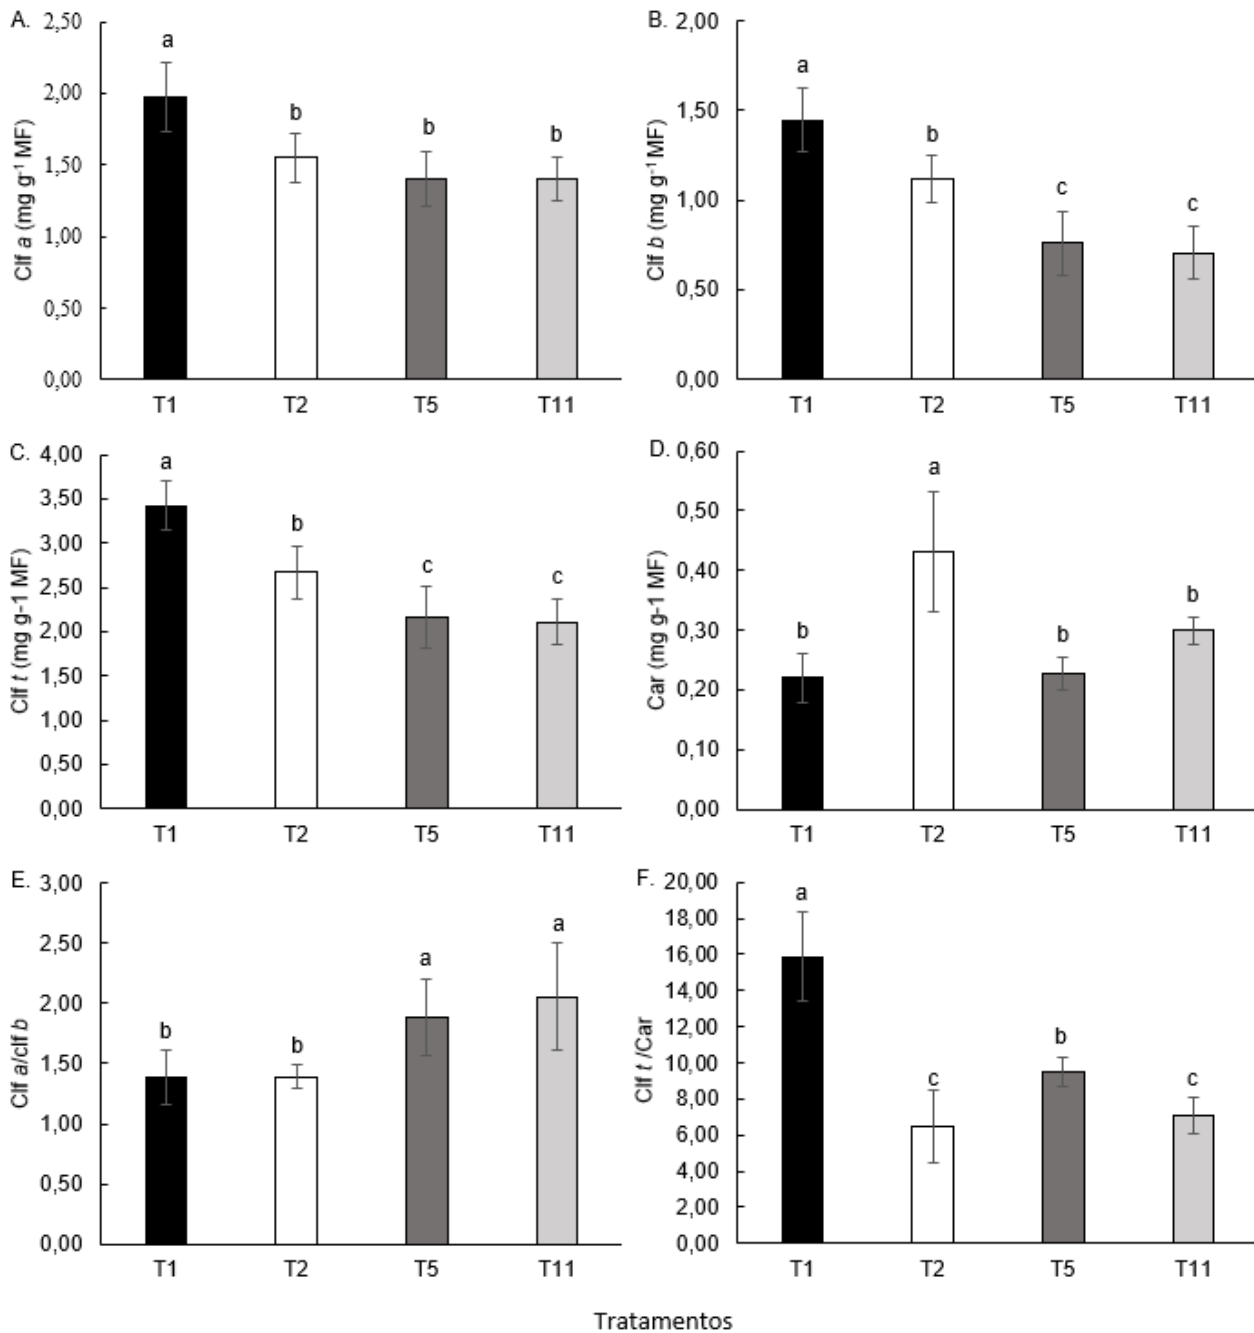 A.
Clf a (mg g⁻¹ MF)
2,50
2,00
1,50
1,00
0,50
0,00
a
b
b
b
T1
T2
T5
T11
B.
Clf b (mg g⁻¹ MF)
2,00
1,50
1,00
0,50
0,00
a
b
c
c
T1
T2
T5
T11
C.
Clf t (mg g-1 MF)
4,00
3,50
3,00
2,50
2,00
1,50
1,00
0,50
0,00
a
b
c
c
T1
T2
T5
T11
D.
Car (mg g-1 MF)
0,60
0,50
0,40
0,30
0,20
0,10
0,00
b
a
b
b
T1
T2
T5
T11
E.
Clf a/clf b
3,00
2,50
2,00
1,50
1,00
0,50
0,00
b
b
a
a
T1
T2
T5
T11
F.
Clf t /Car
20,00
18,00
16,00
14,00
12,00
10,00
8,00
6,00
4,00
2,00
0,00
a
c
b
c
T1
T2
T5
T11
Tratamentos